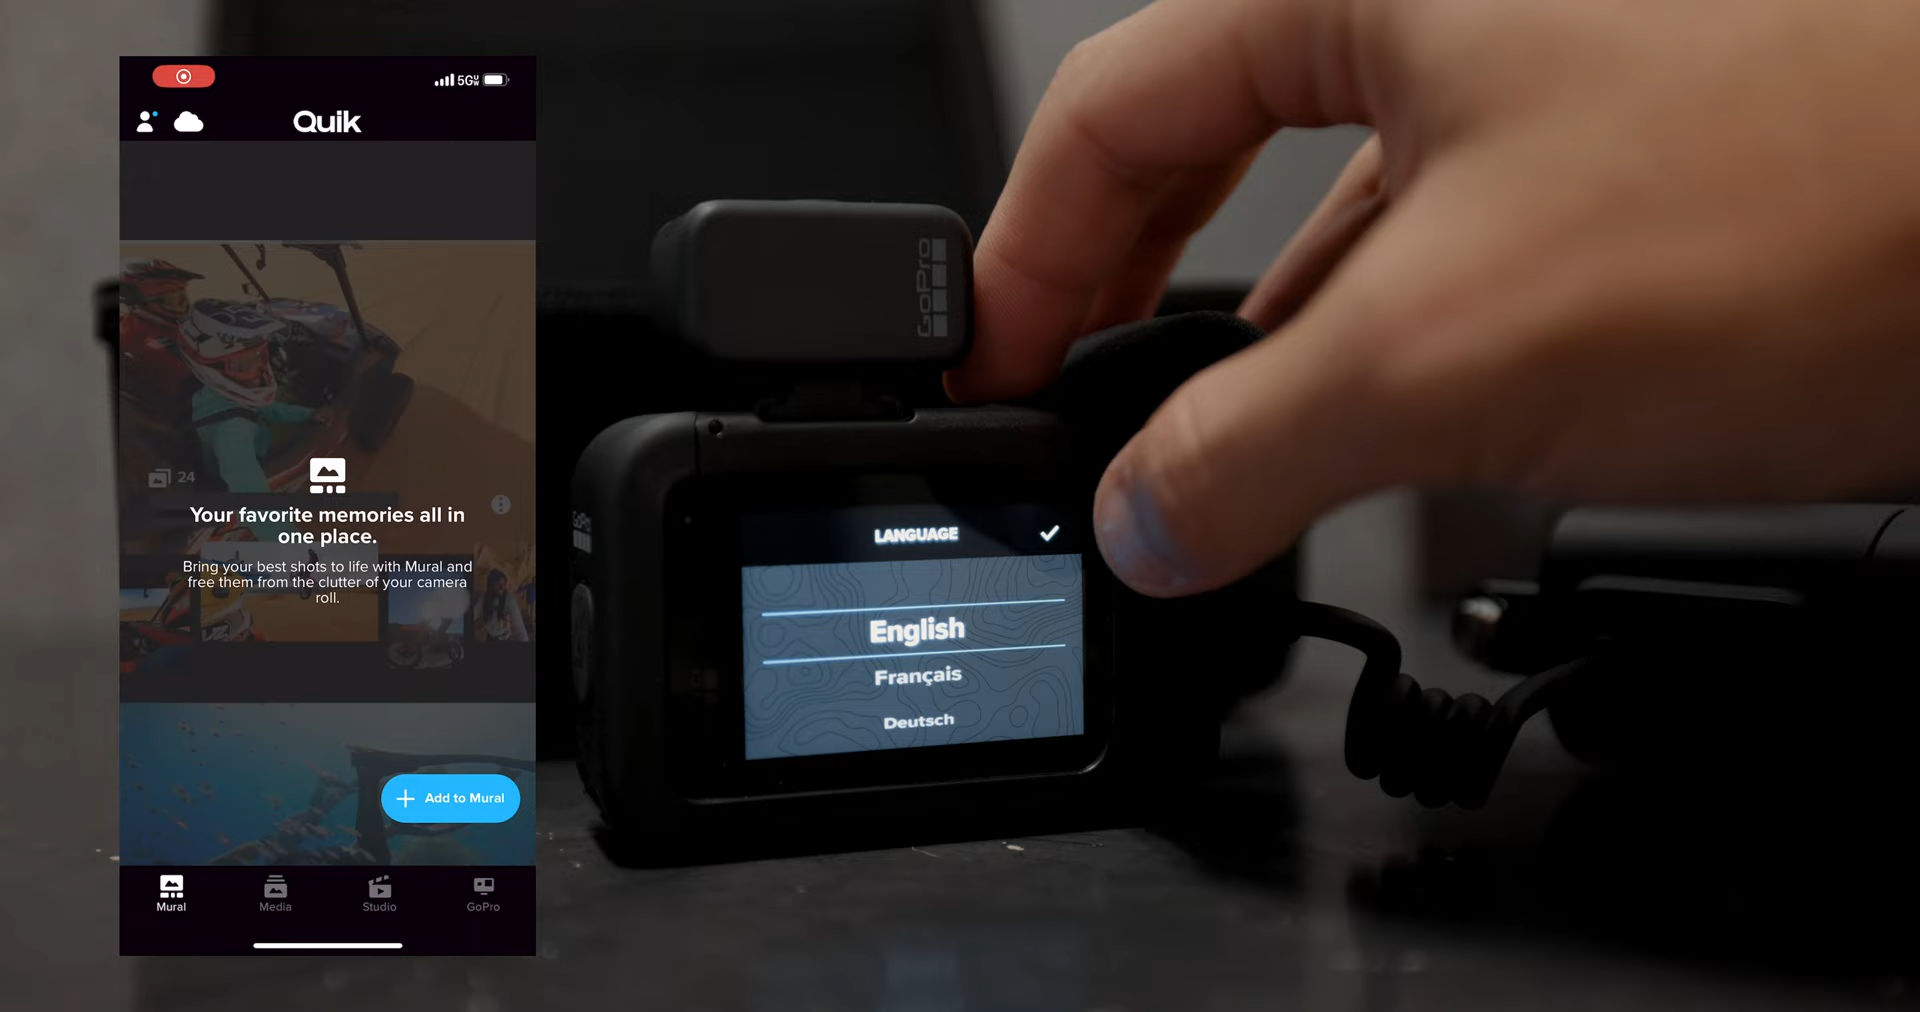 5G UW
Quik
24
Your favorite memories all in
one place.
Bring your best shots to life with Mural and
free them from the clutter of your camera
roll.
Add to Mural
Mural
Media
Studio
GoPro
GoPro
GoPro
LANGUAGE
English
Français
Deutsch